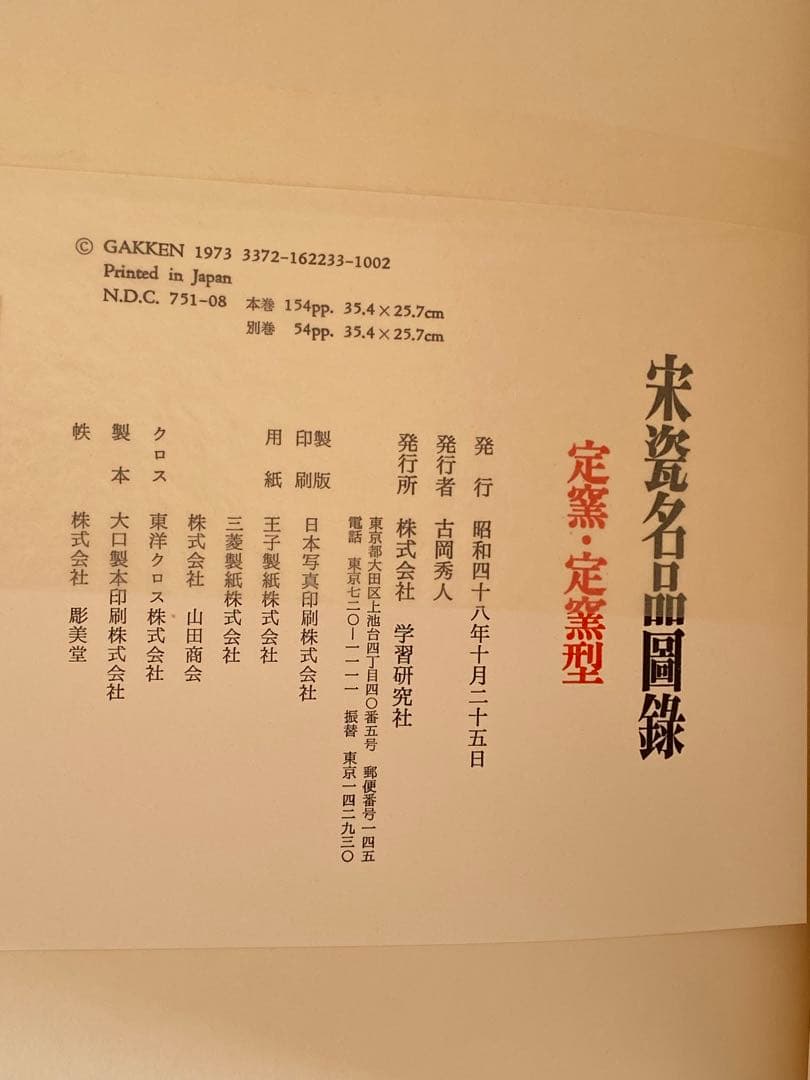 © GAKKEN 1973 3372-162233-1002
Printed in Japan
N.D.C. 751-08 本巻 154pp. 35.4×25.7cm
別巻 54pp. 35.4×25.7cm
宋瓷名品圖錄
定窯・定窯型
発行 昭和四十八年十月二十五日
発行者 古岡秀人
発行所 株式会社 学習研究社
東京都大田区上池台四丁目四〇番五号 郵便番号一四五
電話 東京七二〇―一一一一 振替 東京一四二九三〇
製版
印刷 日本写真印刷株式会社
用紙 王子製紙株式会社
三菱製紙株式会社
株式会社 山田商会
クロス 東洋クロス株式会社
製本 大口製本印刷株式会社
帙 株式会社 彫美堂